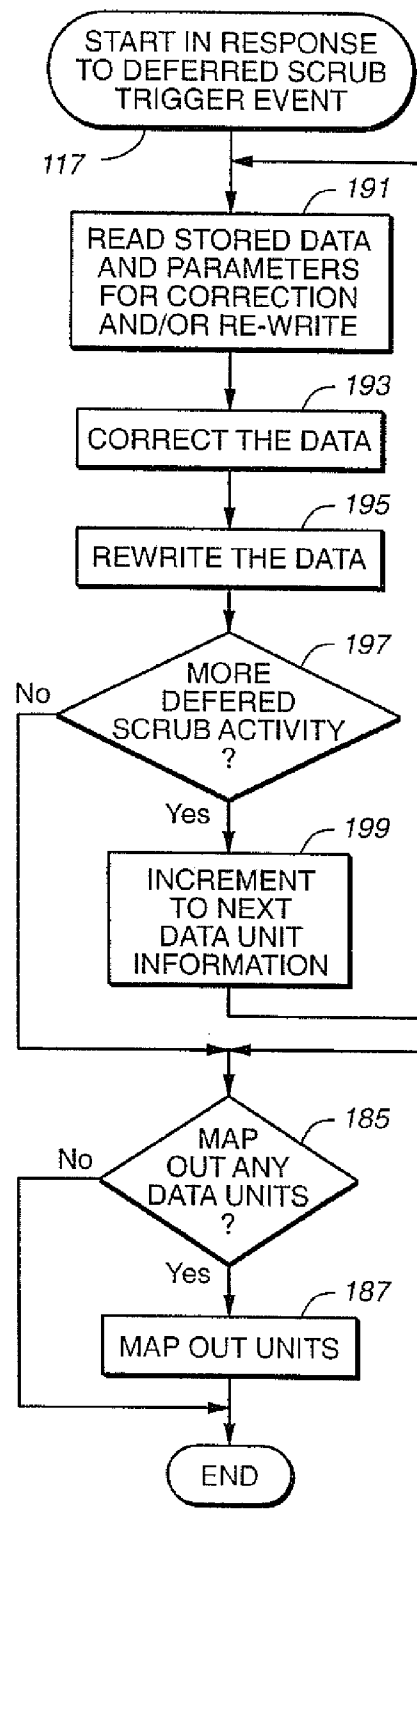 START IN RESPONSE
TO DEFERRED SCRUB
TRIGGER EVENT
117
191
READ STORED DATA
AND PARAMETERS
FOR CORRECTION
AND/OR RE-WRITE
193
CORRECT THE DATA
195
REWRITE THE DATA
197
MORE
DEFERED
SCRUB ACTIVITY
?
No
Yes
199
INCREMENT
TO NEXT
DATA UNIT
INFORMATION
185
MAP
OUT ANY
DATA UNITS
?
No
Yes
187
MAP OUT UNITS
END